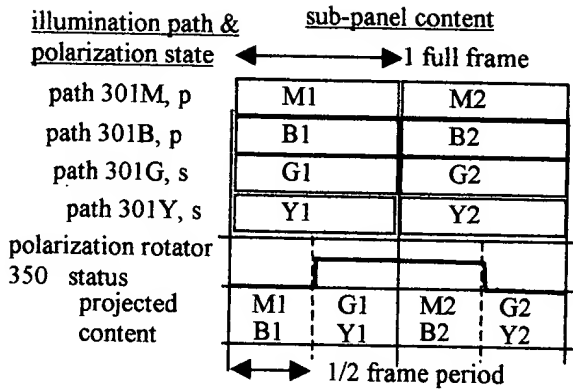 illumination path & sub-panel content
polarization state 1 full frame
path 301M, p M1 M2
path 301B, p B1 B2
path 301G, s G1 G2
path 301Y, s Y1 Y2
polarization rotator
350 status
projected M1 G1 M2 G2
content B1 Y1 B2 Y2
1/2 frame period